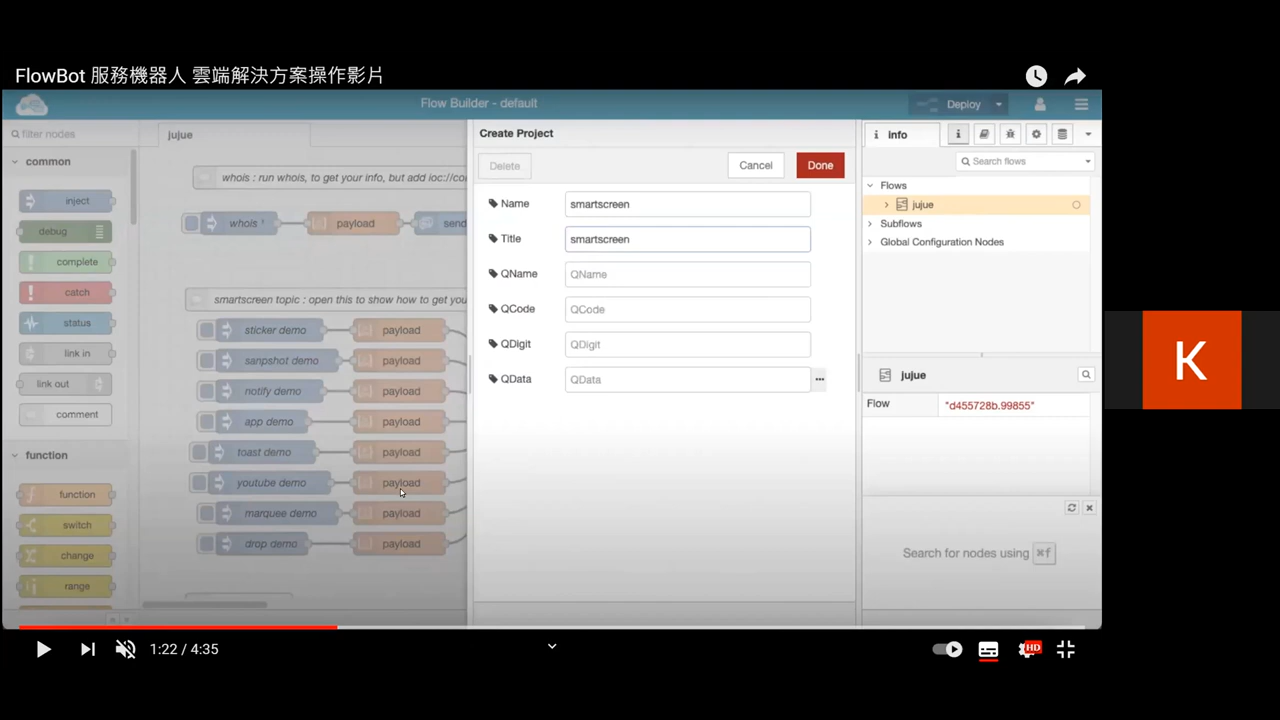 FlowBot 服務機器人 雲端解決方案操作影片
Flow Builder - default
Deploy
filter nodes
jujue
Create Project
info
i
common
Delete
Cancel
Done
Search flows
whois : run whois, to get your info, but add ioc://co
Flows
inject
Name
smartscreen
jujue
whois ¹
payload
send
Subflows
debug
Title
smartscreen
Global Configuration Nodes
complete
QName
QName
catch
smartscreen topic : open this to show how to get you
QCode
QCode
status
sticker demo
payload
QDigit
QDigit
link in
sanpshot demo
payload
QData
QData
...
jujue
link out
notify demo
payload
Flow
"d455728b.99855"
comment
app demo
payload
function
toast demo
payload
youtube demo
payload
function
marquee demo
payload
switch
drop demo
payload
change
Search for nodes using ⌘f
range
1:22 / 4:35
HD
K